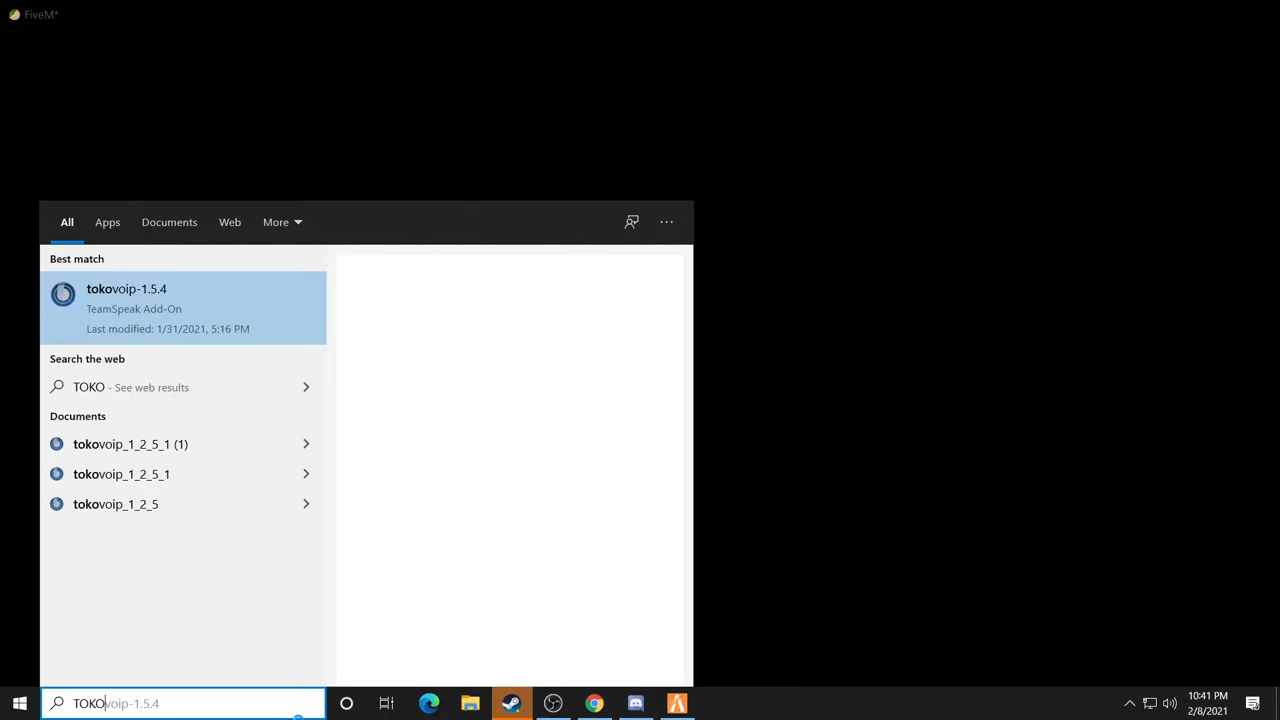 FiveM*
All Apps Documents Web More
Best match
tokovoip-1.5.4
TeamSpeak Add-On
Last modified: 1/31/2021, 5:16 PM
Search the web
TOKO - See web results
Documents
tokovoip_1_2_5_1 (1)
tokovoip_1_2_5_1
tokovoip_1_2_5
TOKOvoip-1.5.4
10:41 PM
2/8/2021